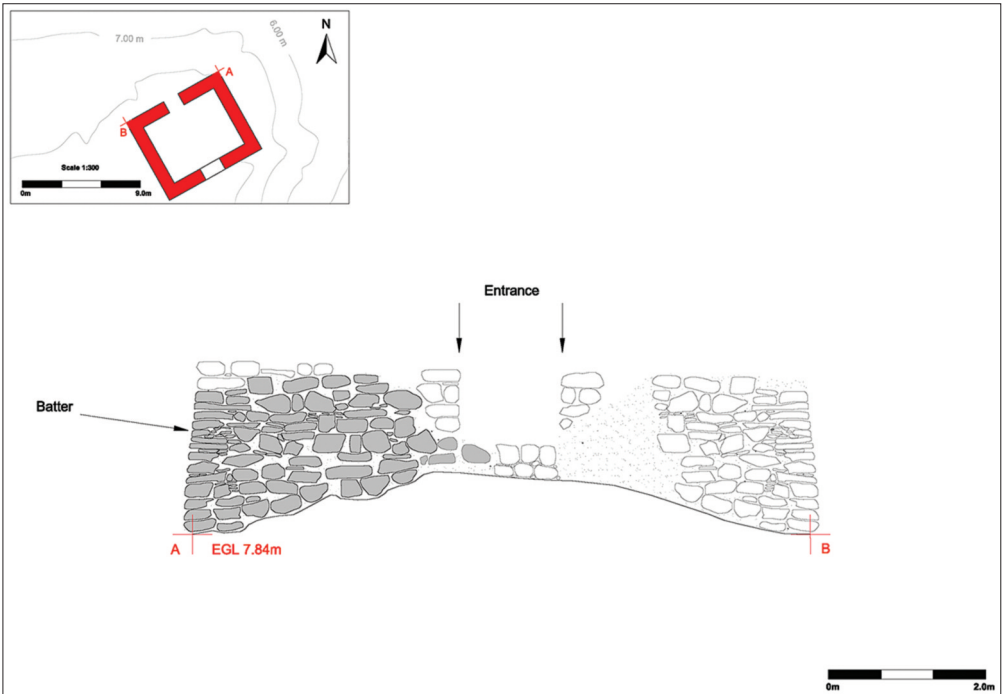 7.00 m
6.00 m
N
A
B
Scale 1:300
0m 9.0m
Entrance
Batter
A EGL 7.84m B
0m 2.0m